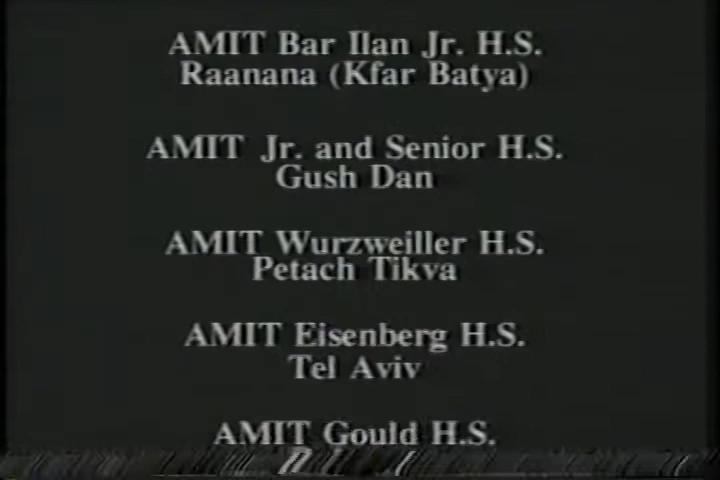 AMIT Bar Ilan Jr. H.S.
Raanana (Kfar Batya)
AMIT Jr. and Senior H.S.
Gush Dan
AMIT Wurzweiller H.S.
Petach Tikva
AMIT Eisenberg H.S.
Tel Aviv
AMIT Gould H.S.